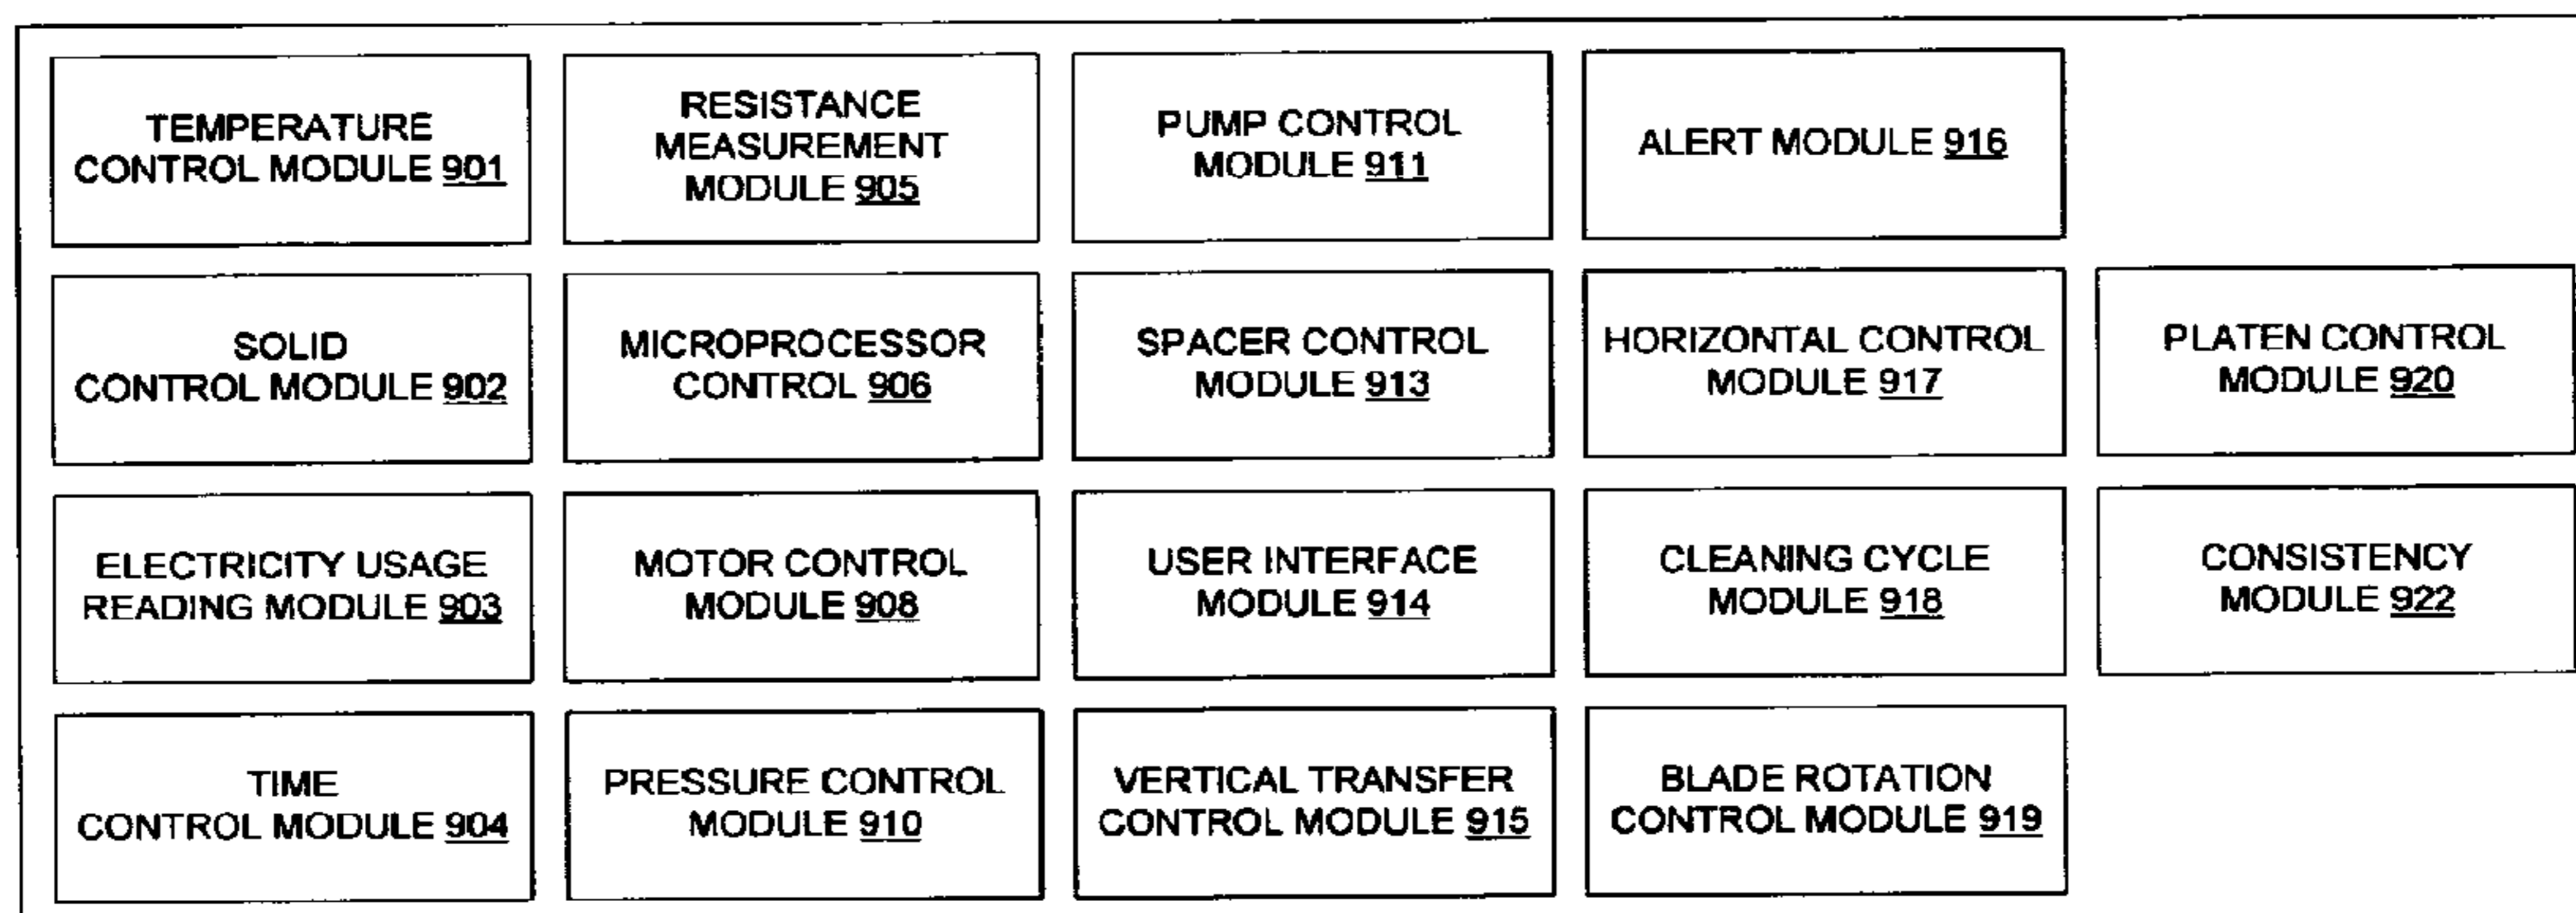 TEMPERATURE
CONTROL MODULE 901
RESISTANCE
MEASUREMENT
MODULE 905
PUMP CONTROL
MODULE 911
ALERT MODULE 916
SOLID
CONTROL MODULE 902
MICROPROCESSOR
CONTROL 906
SPACER CONTROL
MODULE 913
HORIZONTAL CONTROL
MODULE 917
PLATEN CONTROL
MODULE 920
ELECTRICITY USAGE
READING MODULE 903
MOTOR CONTROL
MODULE 908
USER INTERFACE
MODULE 914
CLEANING CYCLE
MODULE 918
CONSISTENCY
MODULE 922
TIME
CONTROL MODULE 904
PRESSURE CONTROL
MODULE 910
VERTICAL TRANSFER
CONTROL MODULE 915
BLADE ROTATION
CONTROL MODULE 919